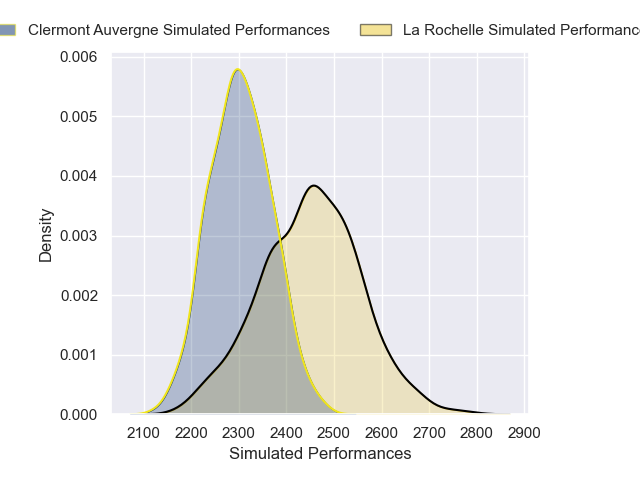 Clermont Auvergne Simulated Performances
La Rochelle Simulated Performanc
0.006
0.005
0.004
0.003
0.002
0.001
0.000
Density
2100 2200 2300 2400 2500 2600 2700 2800 2900
Simulated Performances